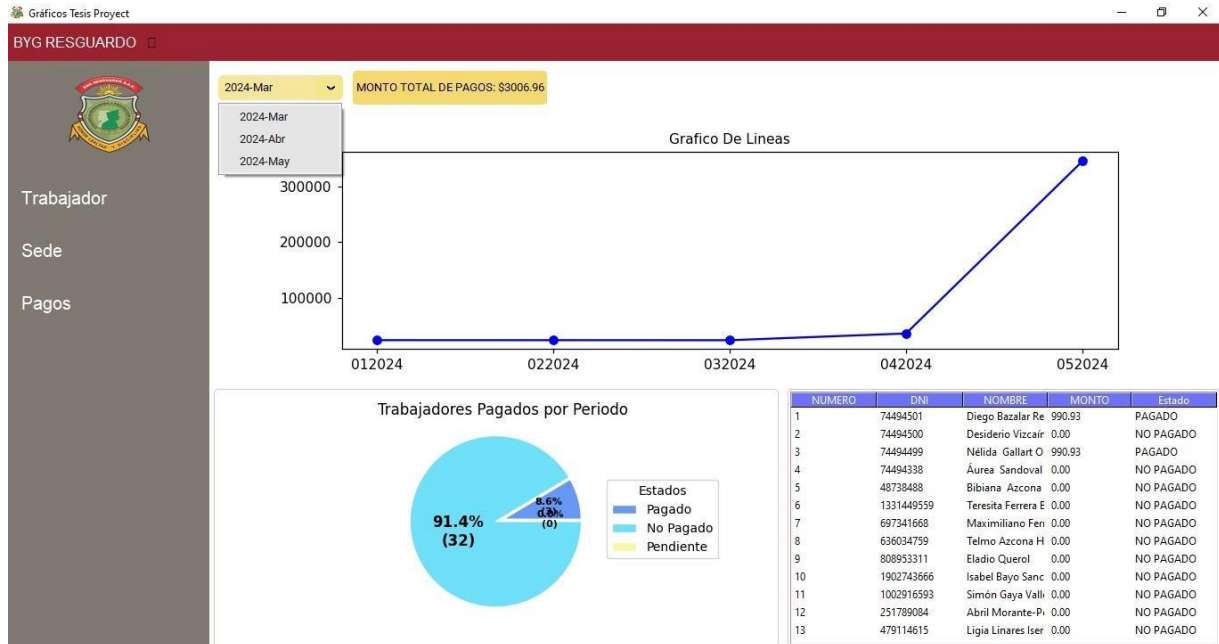 Gráficos Tesis Proyect
BYG RESGUARDO
Trabajador
Sede
Pagos
2024-Mar
MONTO TOTAL DE PAGOS: $3006.96
2024-Mar
2024-Abr
2024-May
Grafico De Lineas
300000
200000
100000
012024 022024 032024 042024 052024
Trabajadores Pagados por Periodo
8.6%
0.0%
(0)
91.4%
(32)
Estados
Pagado
No Pagado
Pendiente
NUMERO DNI NOMBRE MONTO Estado
1 74494501 Diego Bazalar Re 990.93 PAGADO
2 74494500 Desiderio Vizcaír 0.00 NO PAGADO
3 74494499 Nélida Gallart O 990.93 PAGADO
4 74494338 Áurea Sandoval 0.00 NO PAGADO
5 48738488 Bibiana Azcona 0.00 NO PAGADO
6 1331449559 Teresita Ferrera E 0.00 NO PAGADO
7 697341668 Maximiliano Feri 0.00 NO PAGADO
8 636034759 Telmo Azcona H 0.00 NO PAGADO
9 808953311 Eladio Querol 0.00 NO PAGADO
10 1902743666 Isabel Bayo Sanc 0.00 NO PAGADO
11 1002916593 Simón Gaya Vall 0.00 NO PAGADO
12 251789084 Abril Morante-P 0.00 NO PAGADO
13 479114615 Ligia Linares Iser 0.00 NO PAGADO